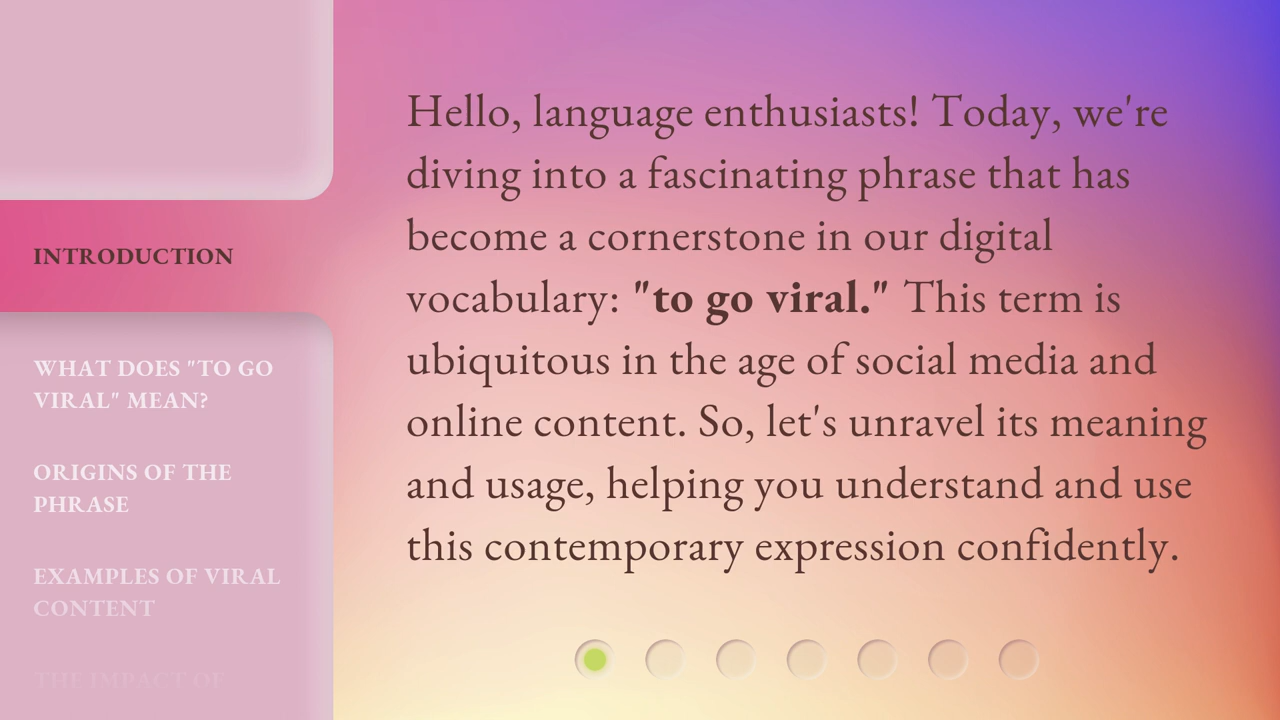 INTRODUCTION
WHAT DOES "TO GO
VIRAL" MEAN?
ORIGINS OF THE
PHRASE
EXAMPLES OF VIRAL
CONTENT
THE IMPACT OF
Hello, language enthusiasts! Today, we're
diving into a fascinating phrase that has
become a cornerstone in our digital
vocabulary: "to go viral." This term is
ubiquitous in the age of social media and
online content. So, let's unravel its meaning
and usage, helping you understand and use
this contemporary expression confidently.